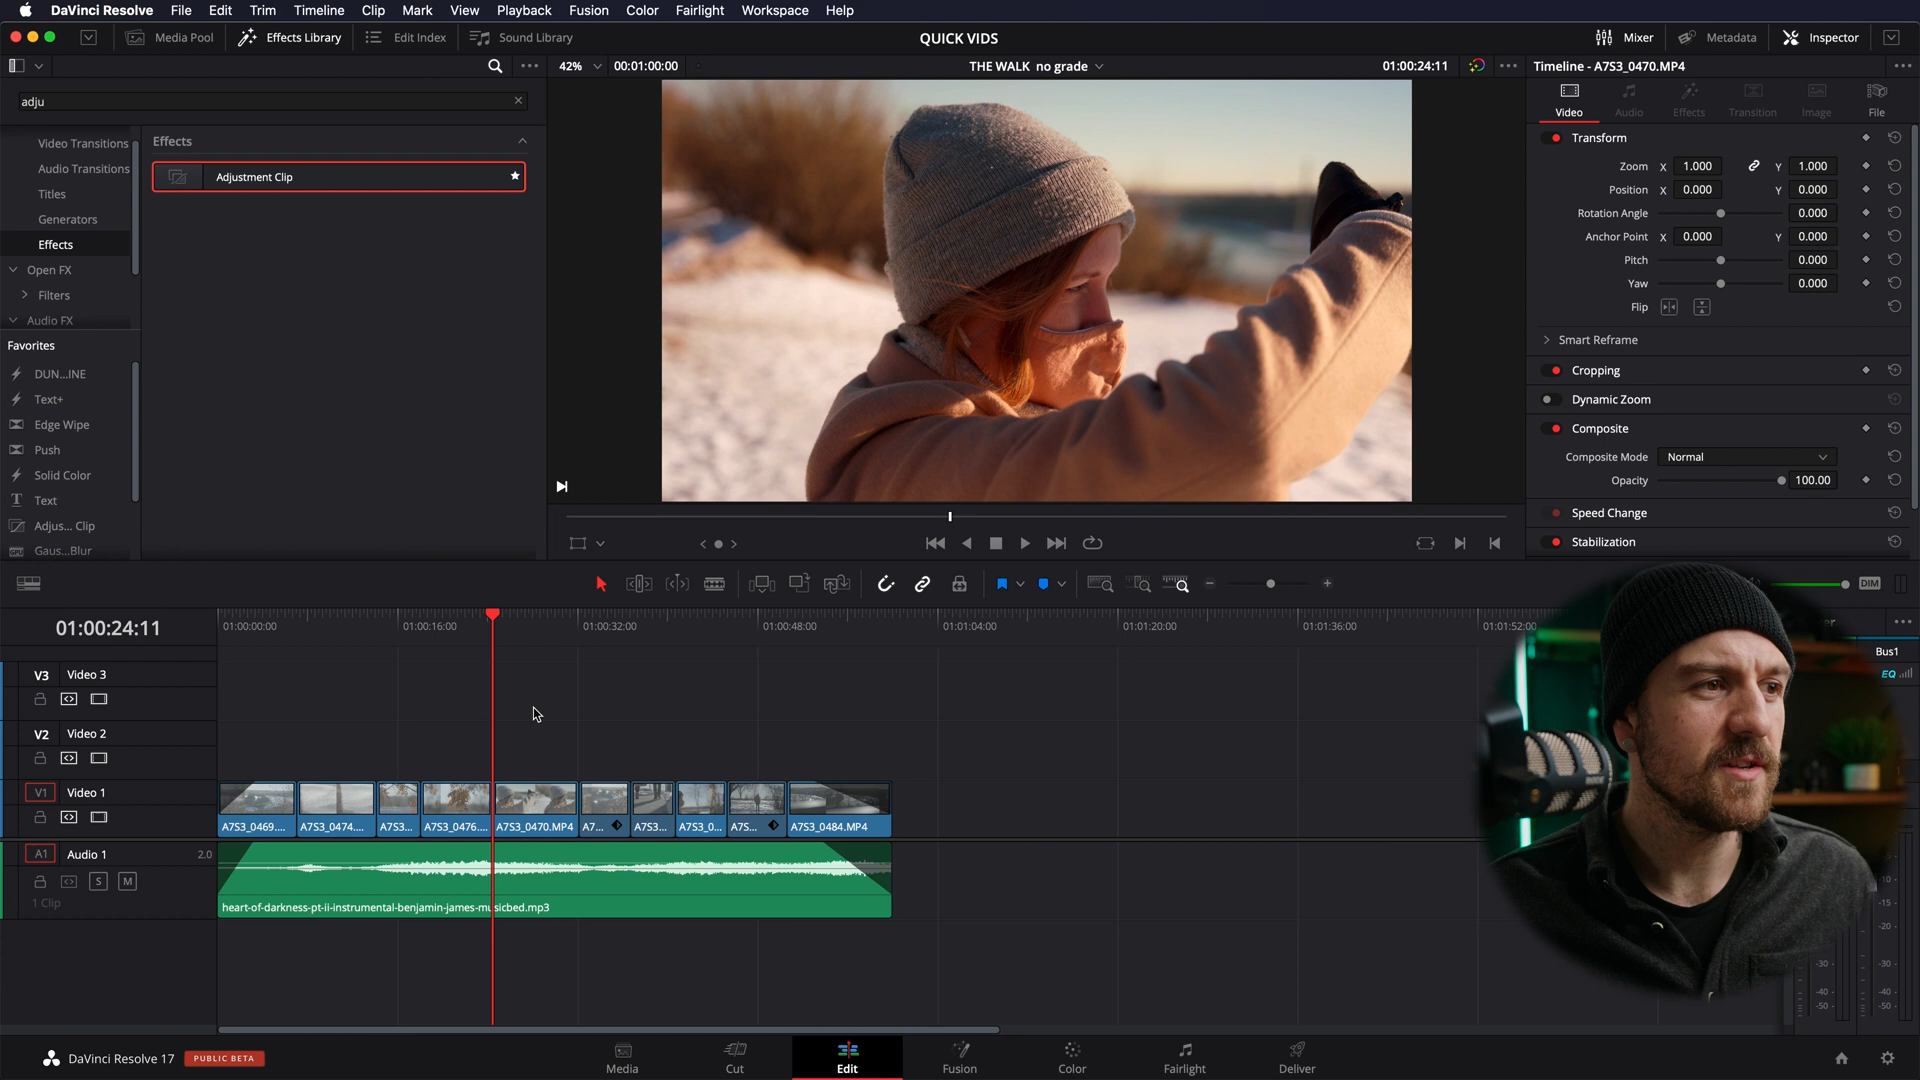 DaVinci Resolve File Edit Trim Timeline Clip Mark View Playback Fusion Color Fairlight Workspace Help
Media Pool Effects Library Edit Index Sound Library QUICK VIDS Mixer Metadata Inspector
42% 00:01:00:00 THE WALK no grade 01:00:24:11 Timeline - A7S3_0470.MP4
adju
Video Audio Effects Transition Image File
Video Transitions
Audio Transitions
Titles
Generators
Effects
Open FX
Filters
Audio FX
Effects
Adjustment Clip
Favorites
DUN...INE
Text+
Edge Wipe
Push
Solid Color
Text
Adjus... Clip
Gaus...Blur
Transform
Zoom X 1.000 Y 1.000
Position X 0.000 Y 0.000
Rotation Angle 0.000
Anchor Point X 0.000 Y 0.000
Pitch 0.000
Yaw 0.000
Flip
Smart Reframe
Cropping
Dynamic Zoom
Composite
Composite Mode Normal
Opacity 100.00
Speed Change
Stabilization
DIM
01:00:24:11
01:00:00:00 01:00:16:00 01:00:32:00 01:00:48:00 01:01:04:00 01:01:20:00 01:01:36:00 01:01:52:00
Bus1
EQ
V3 Video 3
V2 Video 2
V1 Video 1
A7S3_0469.... A7S3_0474.... A7S3... A7S3_0476.... A7S3_0470.MP4 A7... A7S3... A7S3_0... A7S... A7S3_0484.MP4
A1 Audio 1 2.0
S M
1 Clip
heart-of-darkness-pt-ii-instrumental-benjamin-james-musicbed.mp3
-10
-15
-20
-30 -30
-40 -40
-50 -50
DaVinci Resolve 17 PUBLIC BETA
Media Cut Edit Fusion Color Fairlight Deliver